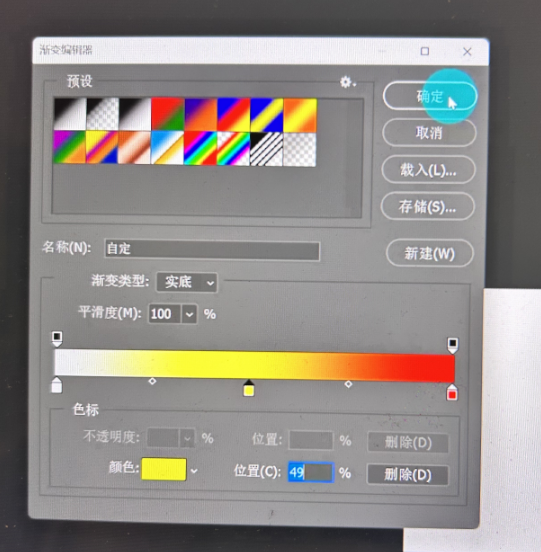 渐变编辑器
预设
确定
取消
载入(L)...
存储(S)...
名称(N): 自定
新建(W)
渐变类型: 实底
平滑度(M): 100 %
色标
不透明度: % 位置: % 删除(D)
颜色: 位置(C): 49 % 删除(D)